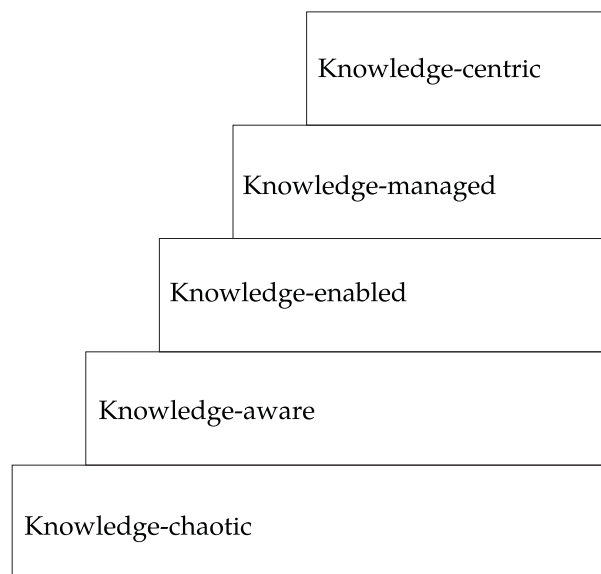 Knowledge-centric
Knowledge-managed
Knowledge-enabled
Knowledge-aware
Knowledge-chaotic